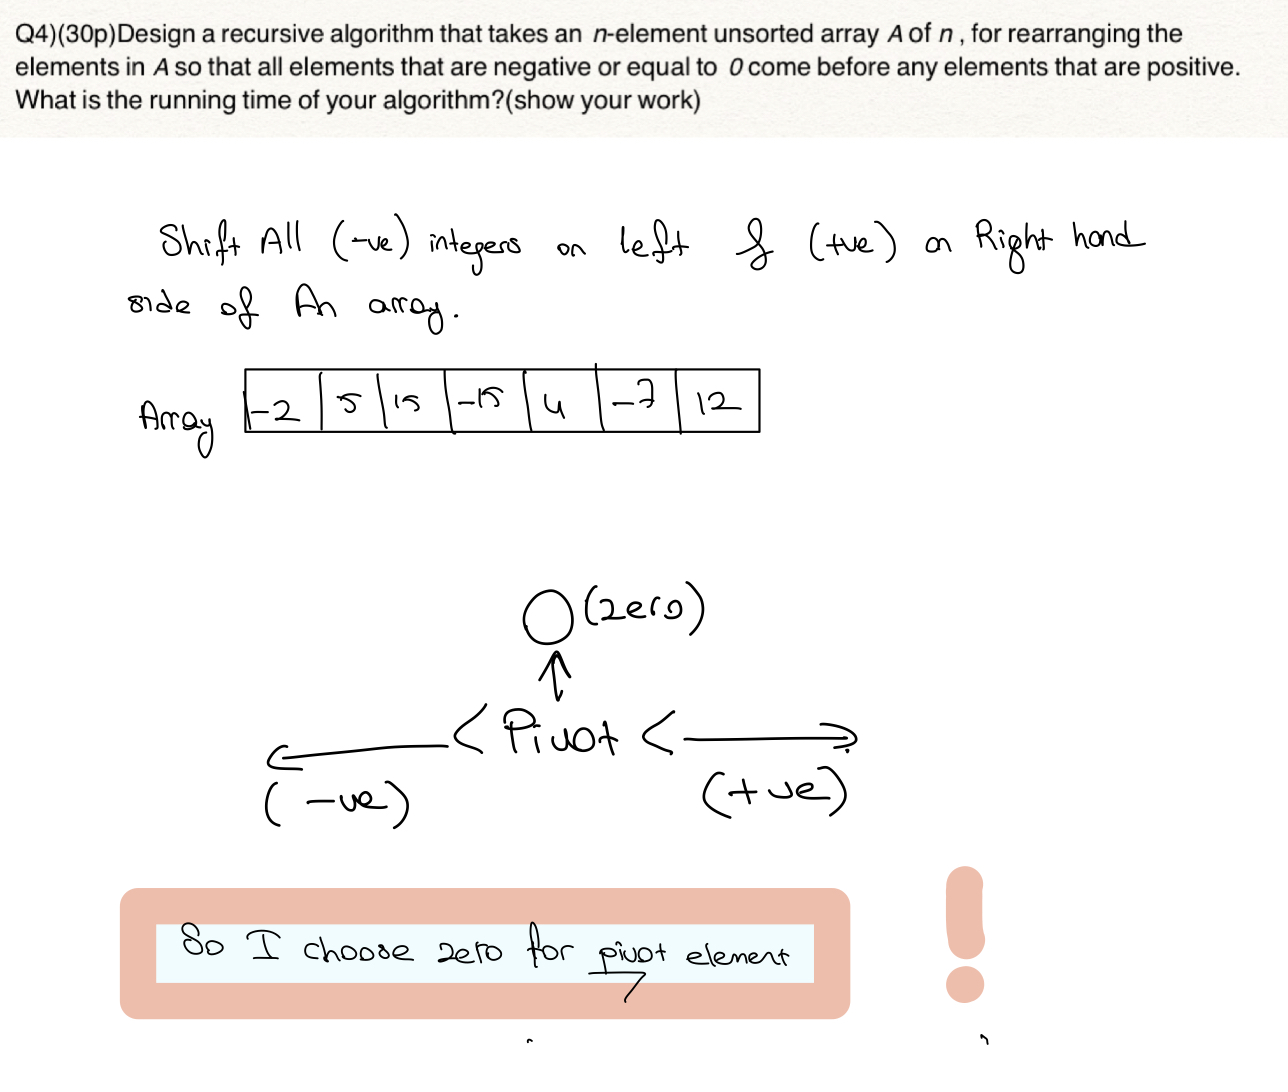 Q4)(30p)Design a recursive algorithm that takes an n-element unsorted array A of n , for rearranging the
elements in A so that all elements that are negative or equal to 0 come before any elements that are positive.
What is the running time of your algorithm?(show your work)
Shift All (-ve) integers on left & (+ve) on Right hand
side of An array.
Array -2 5 15 -15 4 -7 12
O (zero)
↑
< Pivot <
(-ve) (+ve)
So I choose zero for pivot element
!